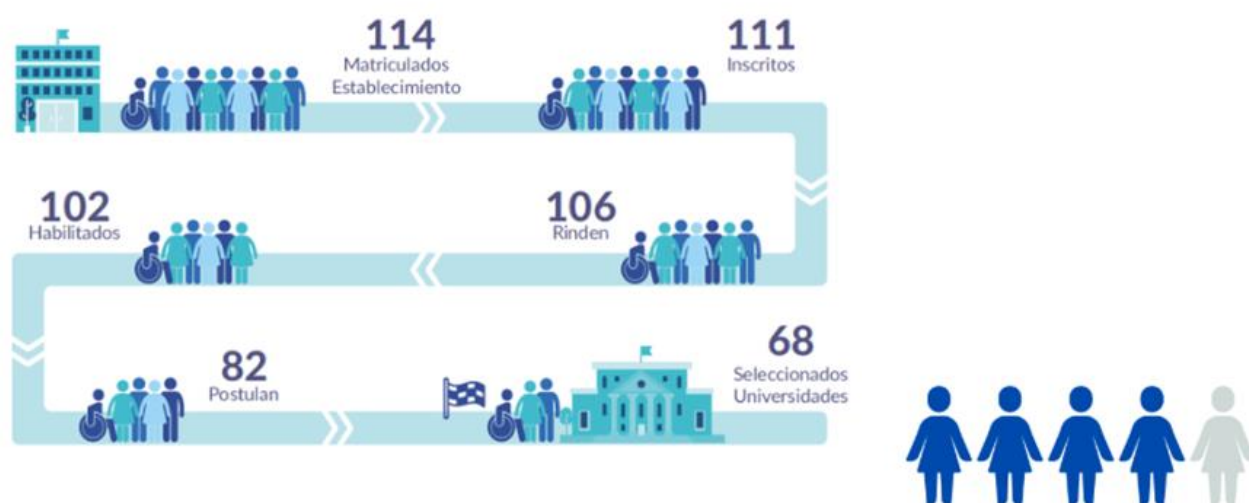 114
Matriculados
Establecimiento
111
Inscritos
106
Rinden
102
Habilitados
82
Postulan
68
Seleccionados
Universidades